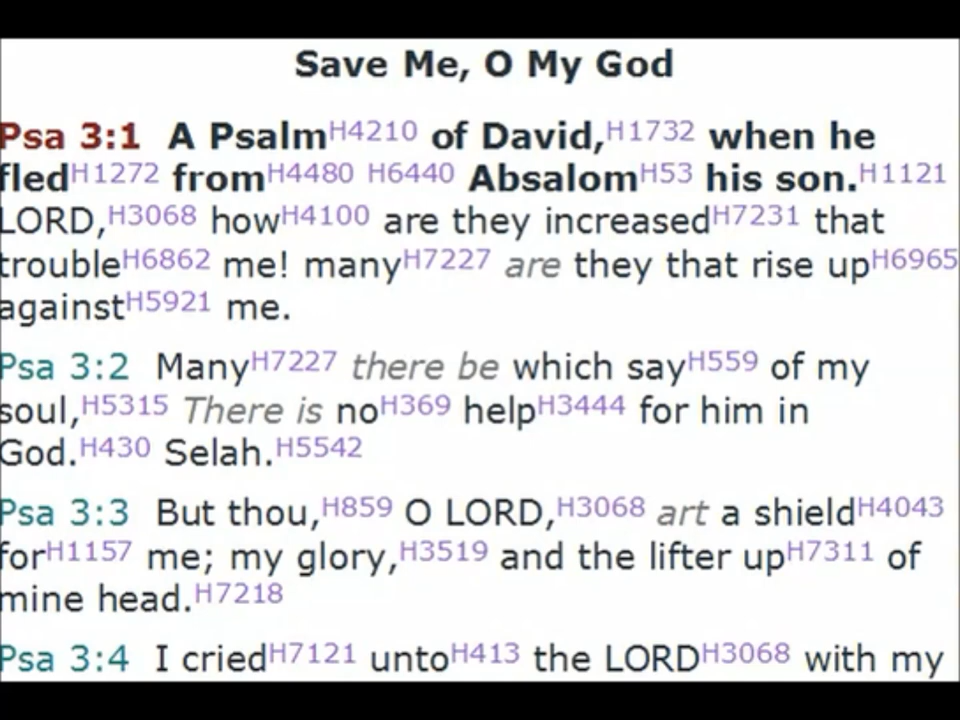 Save Me, O My God
Psa 3:1 A PsalmH4210 of David,H1732 when he
fledH1272 fromH4480 H6440 AbsalomH53 his son.H1121
LORD,H3068 howH4100 are they increasedH7231 that
troubleH6862 me! manyH7227 are they that rise upH6965
againstH5921 me.
Psa 3:2 ManyH7227 there be which sayH559 of my
soul,H5315 There is noH369 helpH3444 for him in
God.H430 Selah.H5542
Psa 3:3 But thou,H859 O LORD,H3068 art a shieldH4043
forH1157 me; my glory,H3519 and the lifter upH7311 of
mine head.H7218
Psa 3:4 I criedH7121 untoH413 the LORDH3068 with my